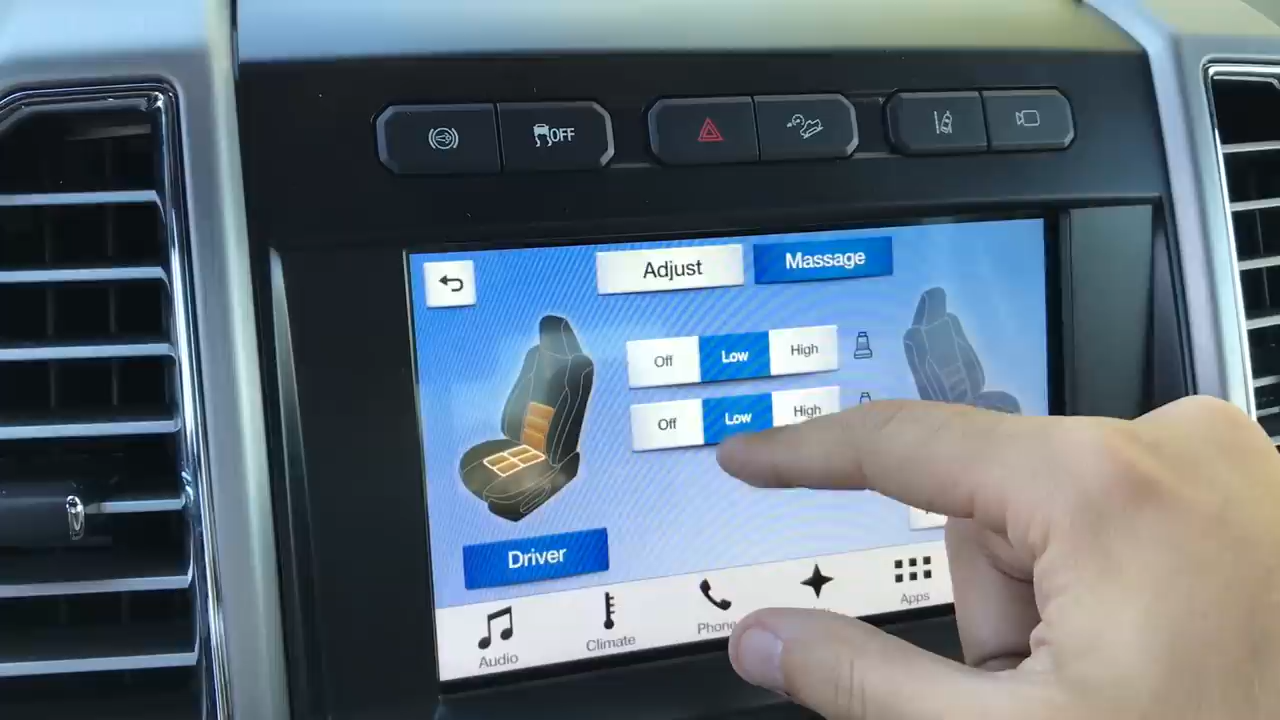 OFF
Adjust
Massage
Off Low High
Off Low High
Driver
Audio
Climate
Phone
Apps